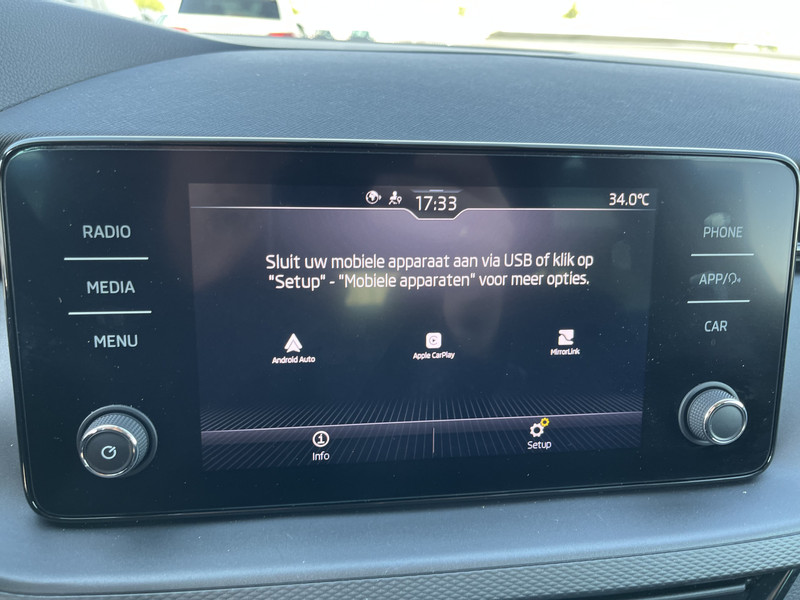 17:33
34.0°C
RADIO
MEDIA
MENU
Sluit uw mobiele apparaat aan via USB of klik op
"Setup" - "Mobiele apparaten" voor meer opties.
Android Auto
Apple CarPlay
MirrorLink
Info
Setup
PHONE
APP/
CAR